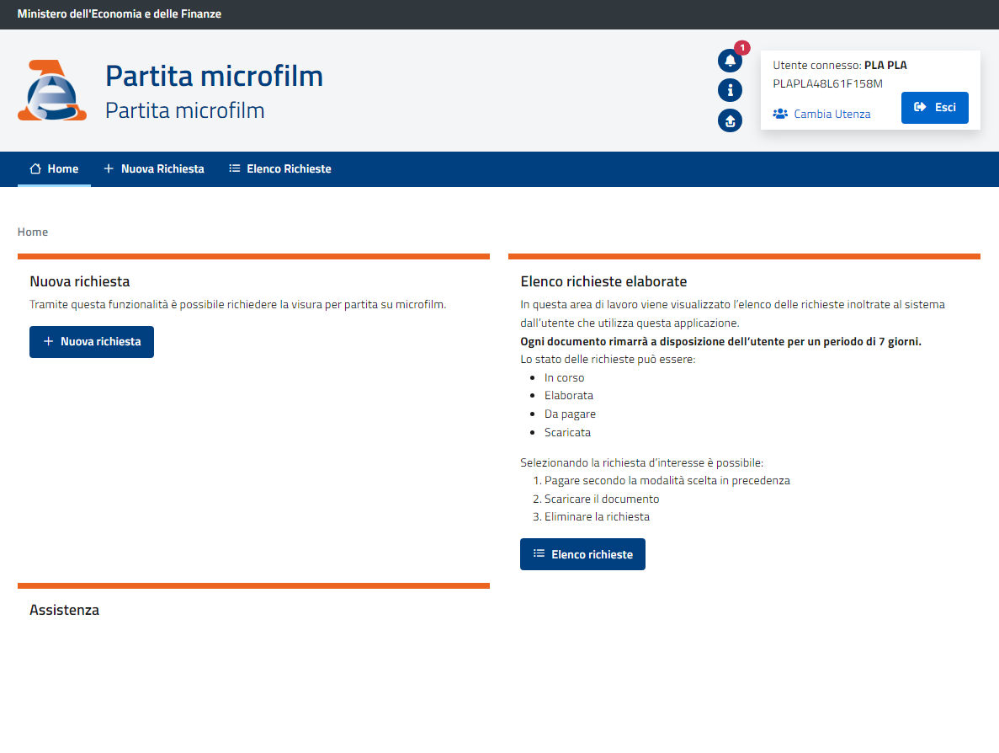 Ministero dell'Economia e delle Finanze
Partita microfilm
Partita microfilm
1
Utente connesso: PLA PLA
PLAPLA48L61F158M
Cambia Utenza
Esci
Home
Nuova Richiesta
Elenco Richieste
Home
Nuova richiesta
Tramite questa funzionalità è possibile richiedere la visura per partita su microfilm.
Nuova richiesta
Elenco richieste elaborate
In questa area di lavoro viene visualizzato l’elenco delle richieste inoltrate al sistema
dall’utente che utilizza questa applicazione.
Ogni documento rimarrà a disposizione dell’utente per un periodo di 7 giorni.
Lo stato delle richieste può essere:
• In corso
• Elaborata
• Da pagare
• Scaricata
Selezionando la richiesta d’interesse è possibile:
1. Pagare secondo la modalità scelta in precedenza
2. Scaricare il documento
3. Eliminare la richiesta
Elenco richieste
Assistenza